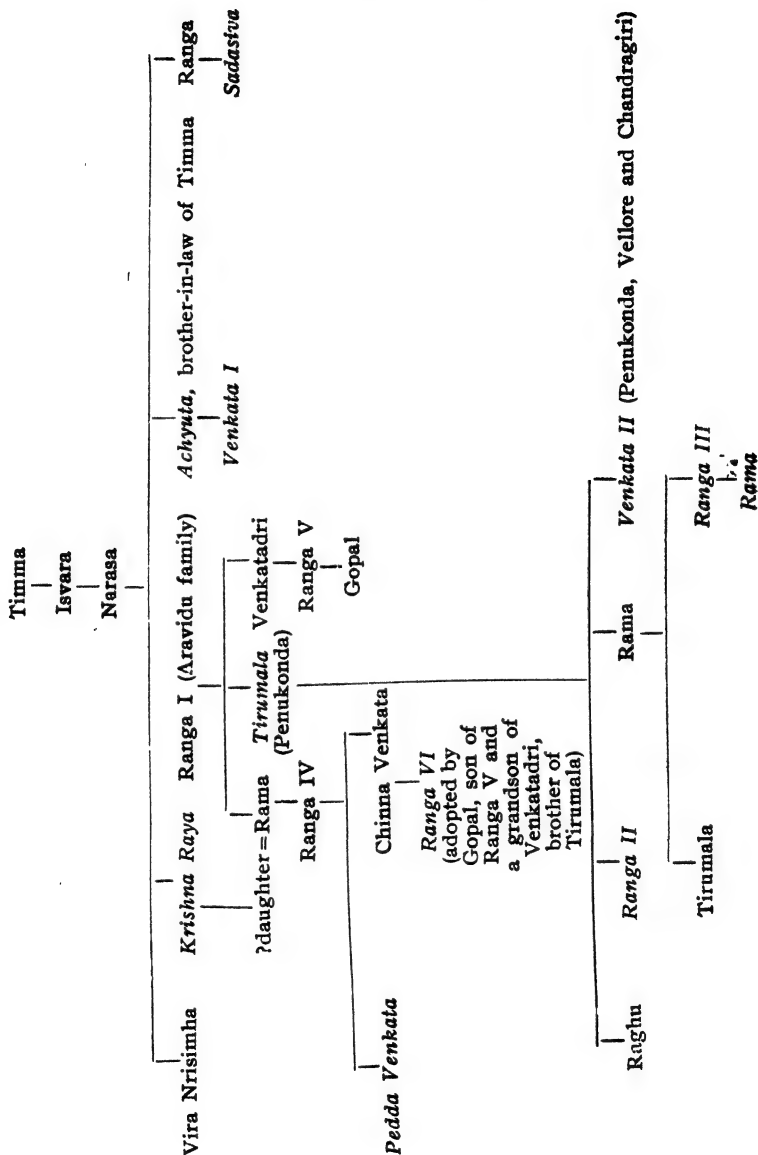 Timma
Isvara
Narasa
Vira Nrisimha Krishna Raya Ranga I (Aravidu family) Achyuta, brother-in-law of Timma Ranga
Venkata I Sadasiva
?daughter=Rama Tirumala Venkatadri
(Penukonda)
Ranga IV Ranga V
Gopal
Pedda Venkata Chinna Venkata
Ranga VI
(adopted by
Gopal, son of
Ranga V and
a grandson of
Venkatadri,
brother of
Tirumala)
Raghu Ranga II Rama Venkata II (Penukonda, Vellore and Chandragiri)
Tirumala Ranga III
Rama